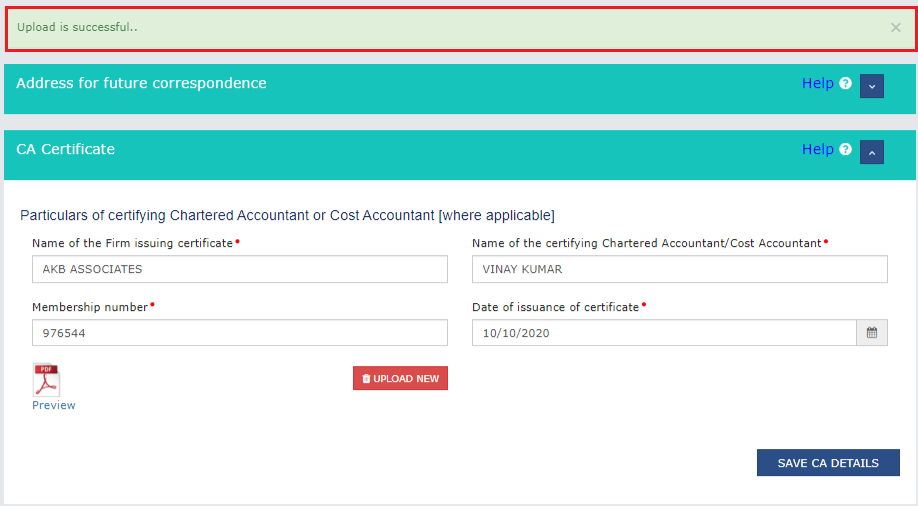 Upload is successful..
×
Address for future correspondence
Help ?
CA Certificate
Help ?
Particulars of certifying Chartered Accountant or Cost Accountant [where applicable]
Name of the Firm issuing certificate•
Name of the certifying Chartered Accountant/Cost Accountant•
AKB ASSOCIATES
VINAY KUMAR
Membership number•
Date of issuance of certificate•
976544
10/10/2020
PDF
UPLOAD NEW
Preview
SAVE CA DETAILS